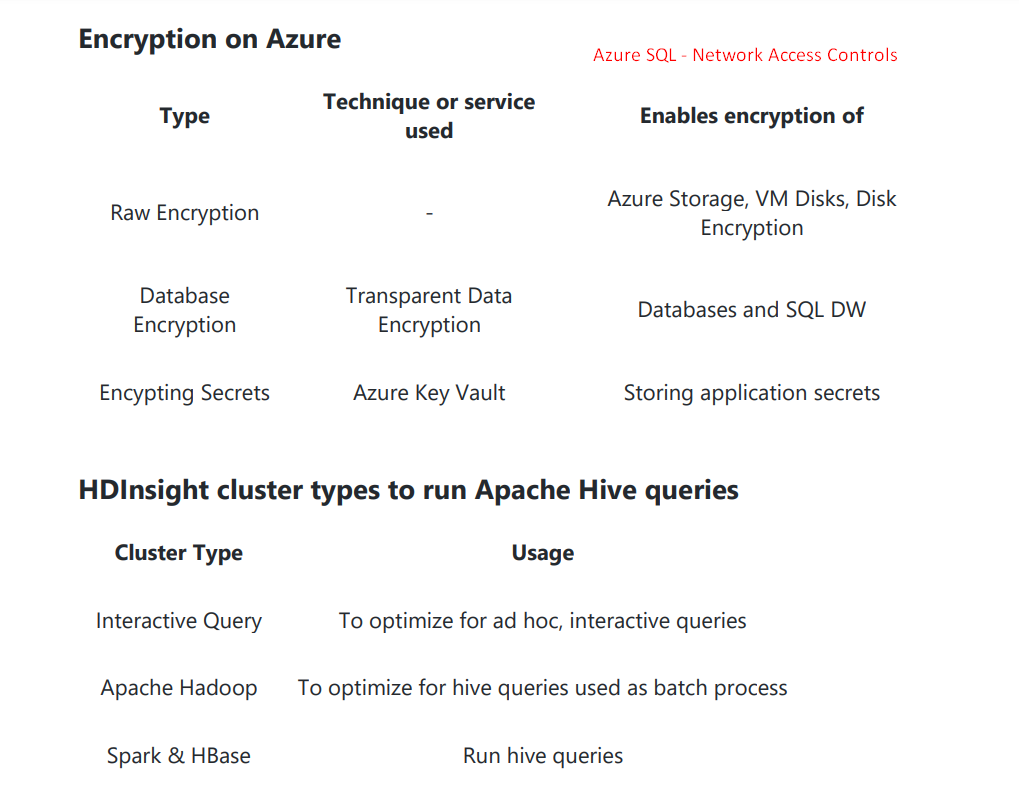 Encryption on Azure
Azure SQL - Network Access Controls
Type
Technique or service
used
Enables encryption of
Raw Encryption
-
Azure Storage, VM Disks, Disk
Encryption
Database
Encryption
Transparent Data
Encryption
Databases and SQL DW
Encypting Secrets
Azure Key Vault
Storing application secrets
HDInsight cluster types to run Apache Hive queries
Cluster Type
Usage
Interactive Query
To optimize for ad hoc, interactive queries
Apache Hadoop
To optimize for hive queries used as batch process
Spark & HBase
Run hive queries